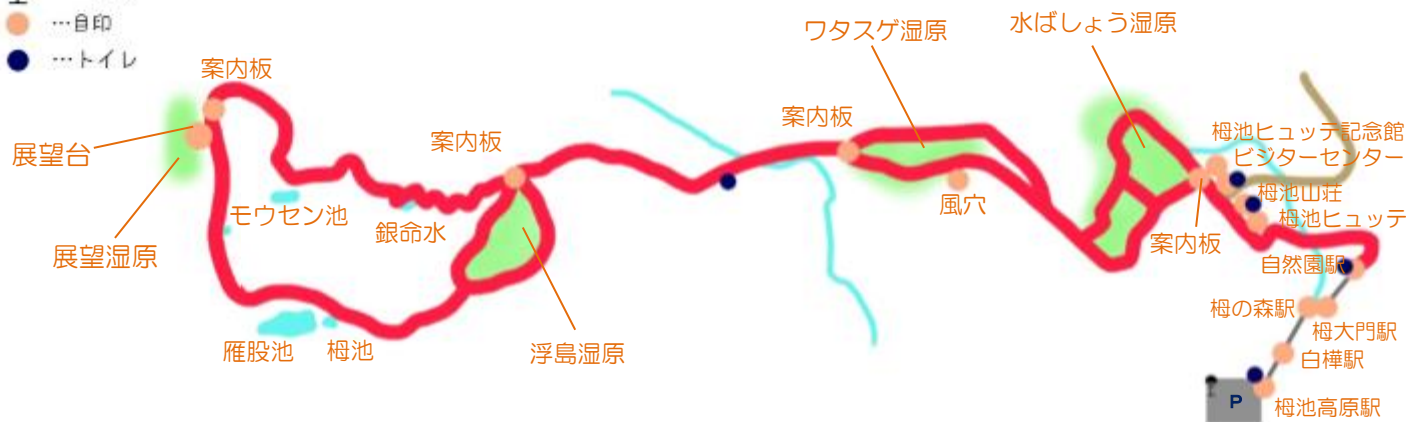 …目印
…トイレ
案内板
展望台
展望湿原
モウセン池
銀命水
案内板
雁股池
栂池
浮島湿原
案内板
ワタスゲ湿原
風穴
水ばしょう湿原
案内板
栂池ヒュッテ記念館
ビジターセンター
栂池山荘
栂池ヒュッテ
自然園駅
栂の森駅
栂大門駅
白樺駅
栂池高原駅
P